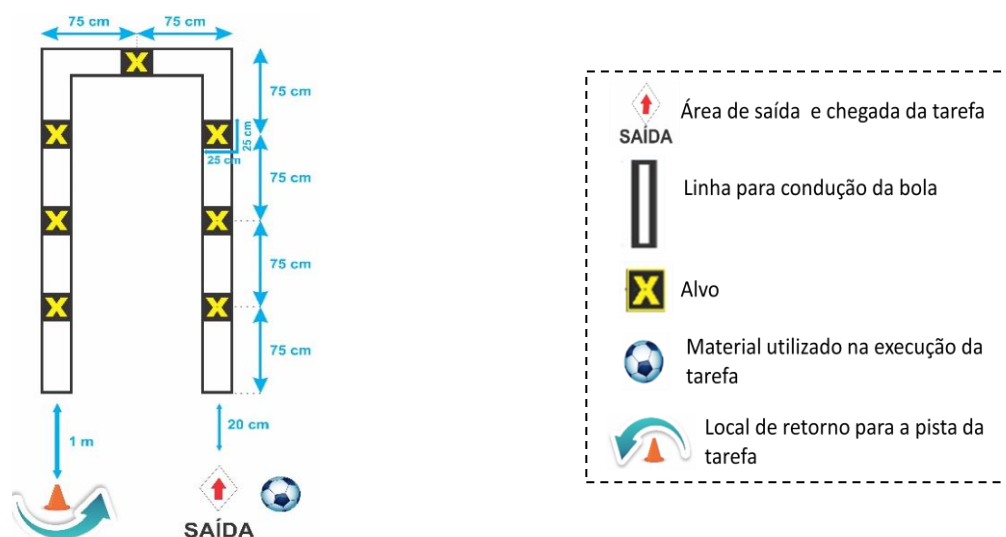 75 cm
75 cm
X
75 cm
X
X
25 cm
25 cm
75 cm
X
X
75 cm
X
X
75 cm
1 m
20 cm
SAÍDA
SAÍDA
Área de saída e chegada da tarefa
Linha para condução da bola
X
Alvo
Material utilizado na execução da
tarefa
Local de retorno para a pista da
tarefa